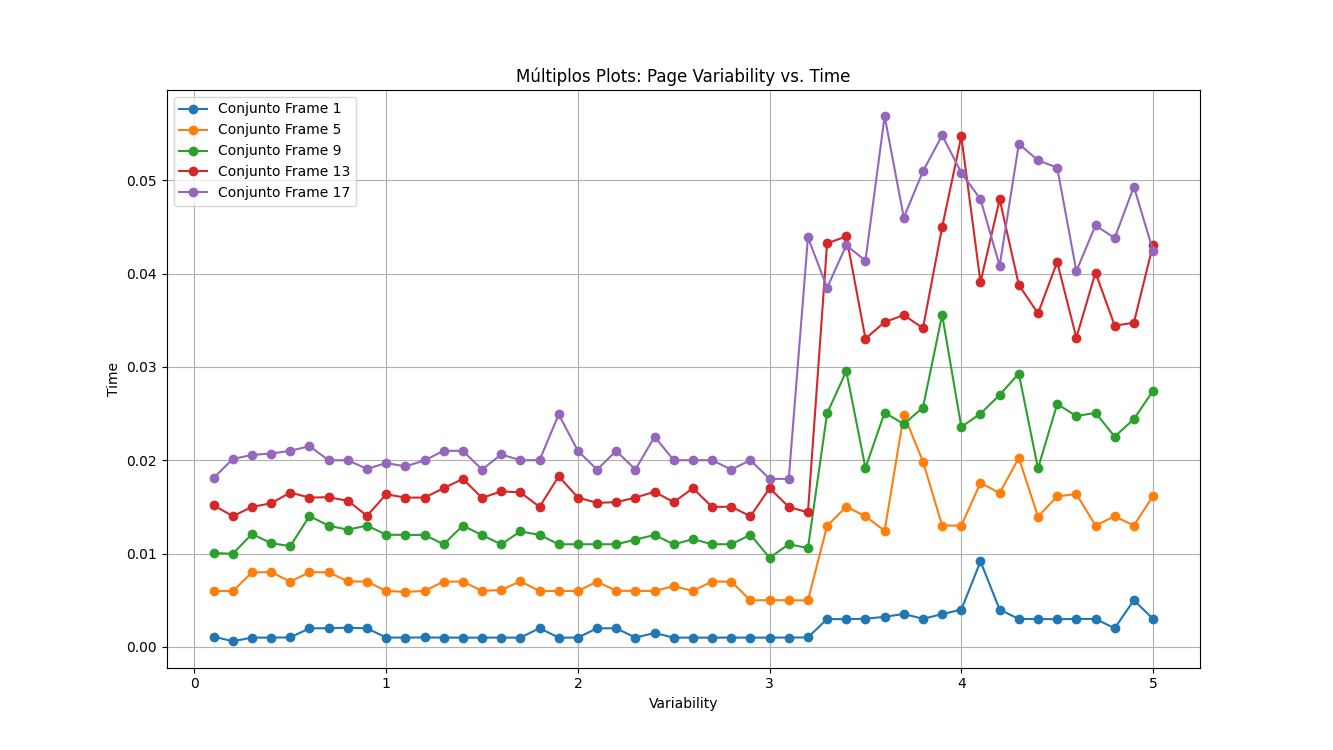 Múltiplos Plots: Page Variability vs. Time
Conjunto Frame 1
Conjunto Frame 5
Conjunto Frame 9
Conjunto Frame 13
Conjunto Frame 17
Time
0.05
0.04
0.03
0.02
0.01
0.00
0 1 2 3 4 5
Variability